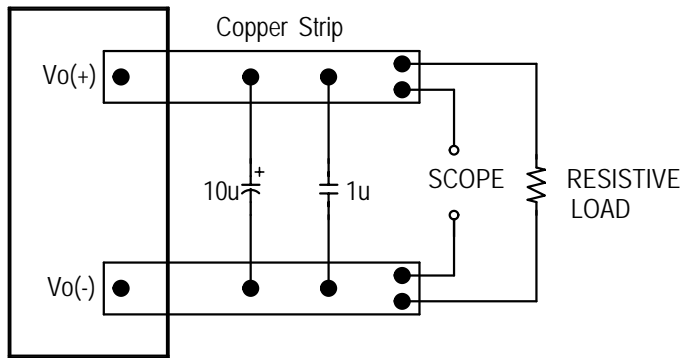 Copper Strip
Vo(+)
+
10u
1u
SCOPE
RESISTIVE
LOAD
Vo(-)